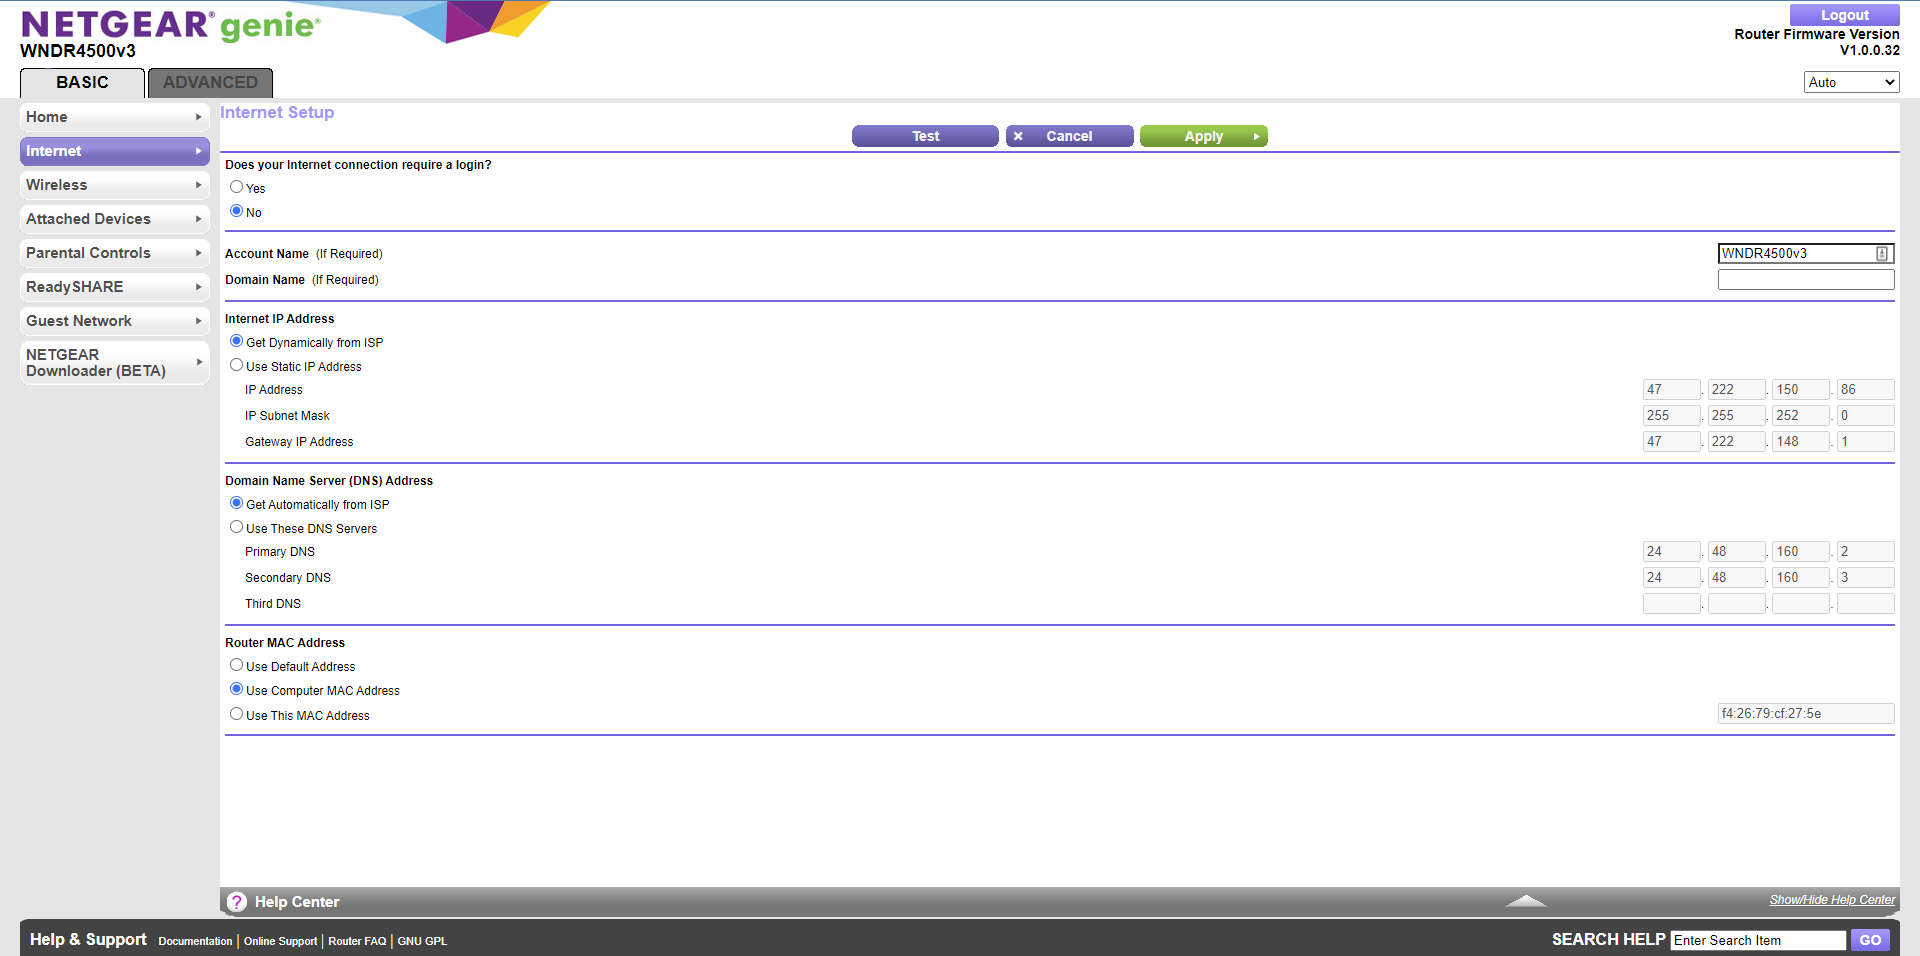 NETGEAR® genie®
WNDR4500v3
Logout
Router Firmware Version
V1.0.0.32
BASIC
ADVANCED
Auto
Home
Internet
Wireless
Attached Devices
Parental Controls
ReadySHARE
Guest Network
NETGEAR
Downloader (BETA)
Internet Setup
Test
Cancel
Apply
Does your Internet connection require a login?
Yes
No
Account Name (If Required) WNDR4500v3
Domain Name (If Required)
Internet IP Address
Get Dynamically from ISP
Use Static IP Address
IP Address 47 . 222 . 150 . 86
IP Subnet Mask 255 . 255 . 252 . 0
Gateway IP Address 47 . 222 . 148 . 1
Domain Name Server (DNS) Address
Get Automatically from ISP
Use These DNS Servers
Primary DNS 24 . 48 . 160 . 2
Secondary DNS 24 . 48 . 160 . 3
Third DNS . . .
Router MAC Address
Use Default Address
Use Computer MAC Address
Use This MAC Address f4:26:79:cf:27:5e
? Help Center
Show/Hide Help Center
Help & Support Documentation | Online Support | Router FAQ | GNU GPL
SEARCH HELP Enter Search Item GO